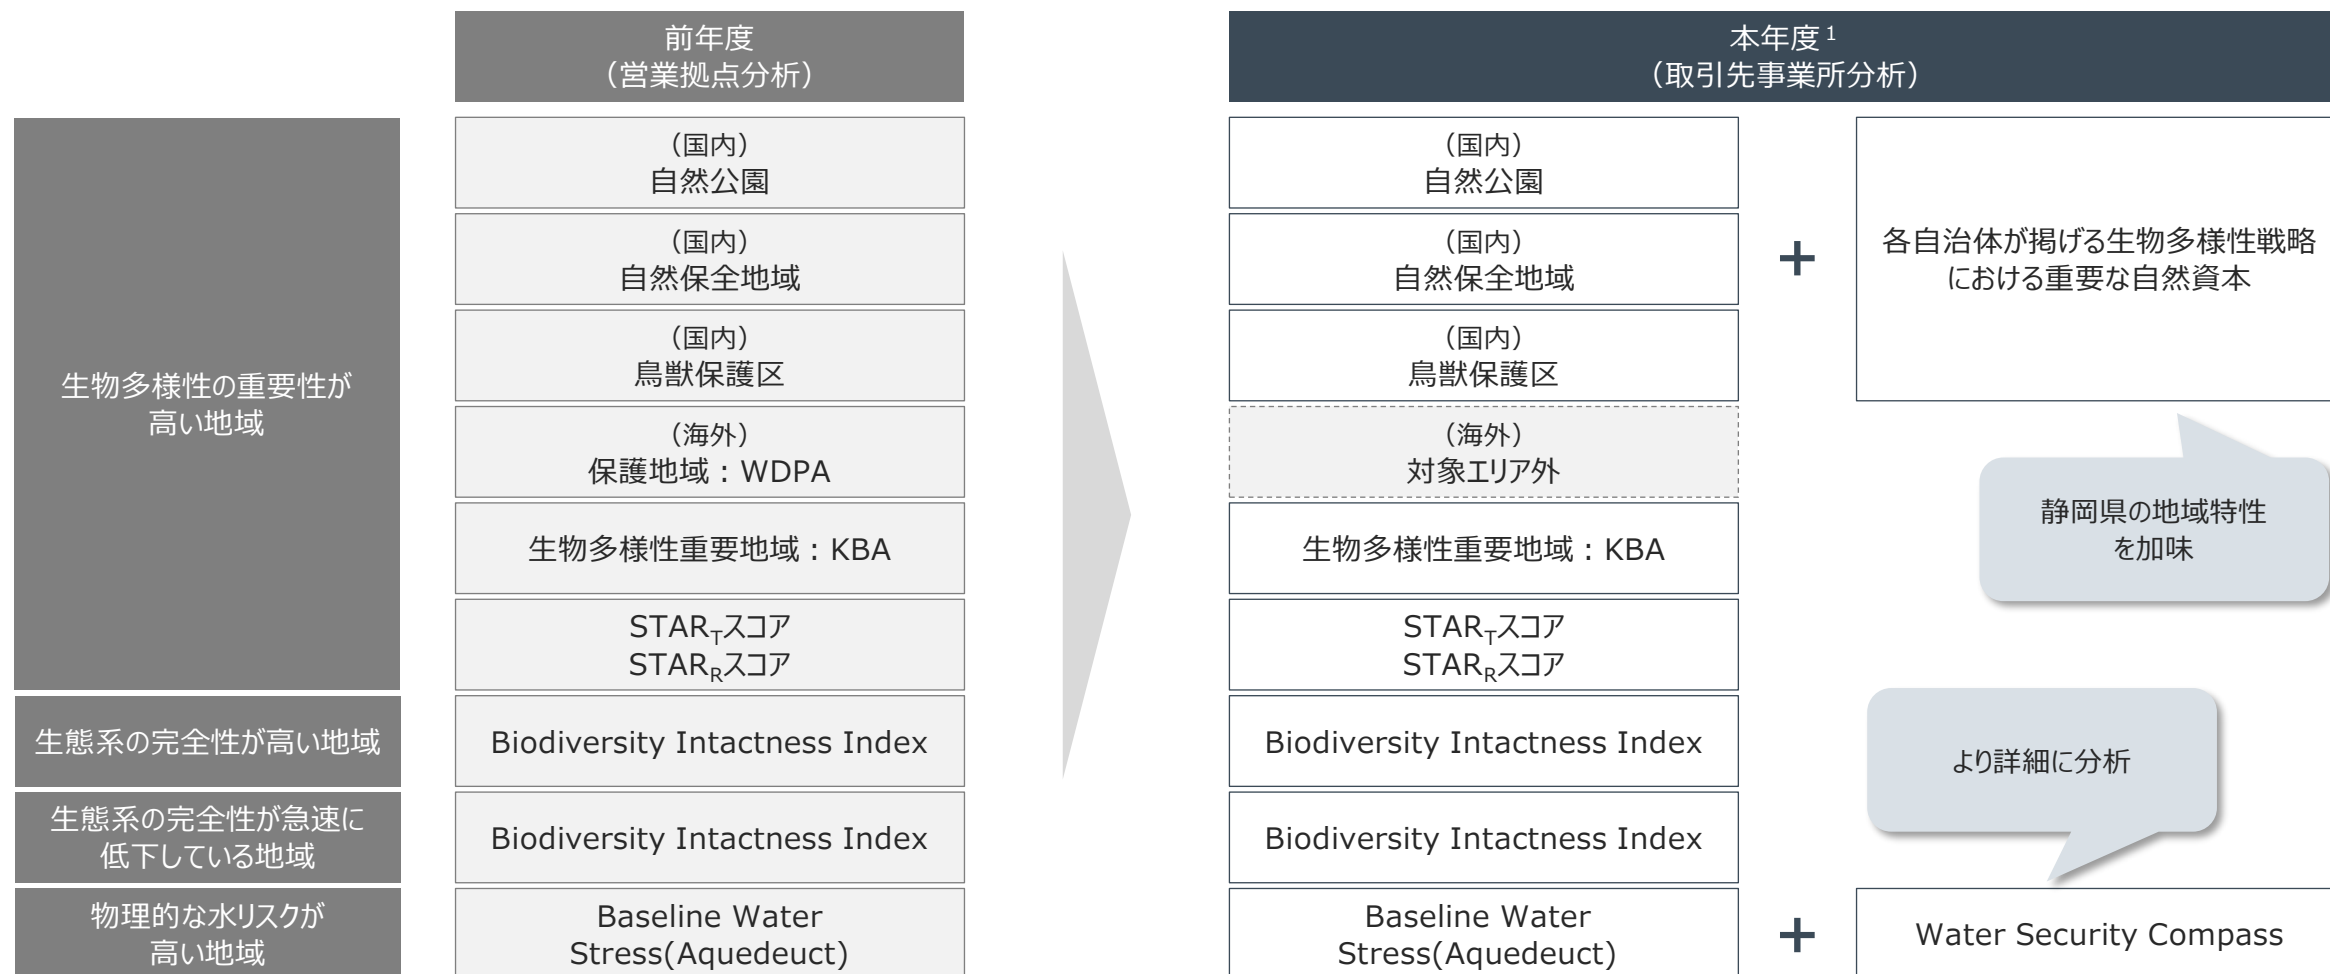 前年度
（営業拠点分析）
本年度1
（取引先事業所分析）
生物多様性の重要性が
高い地域
（国内）
自然公園
（国内）
自然公園
各自治体が掲げる生物多様性戦略
における重要な自然資本
（国内）
自然保全地域
（国内）
自然保全地域
+
（国内）
鳥獣保護区
（国内）
鳥獣保護区
（海外）
保護地域：WDPA
（海外）
対象エリア外
静岡県の地域特性
を加味
生物多様性重要地域：KBA
生物多様性重要地域：KBA
STARTスコア
STARRスコア
STARTスコア
STARRスコア
生態系の完全性が高い地域
Biodiversity Intactness Index
Biodiversity Intactness Index
より詳細に分析
生態系の完全性が急速に
低下している地域
Biodiversity Intactness Index
Biodiversity Intactness Index
物理的な水リスクが
高い地域
Baseline Water
Stress(Aquedeuct)
Baseline Water
Stress(Aquedeuct)
+
Water Security Compass